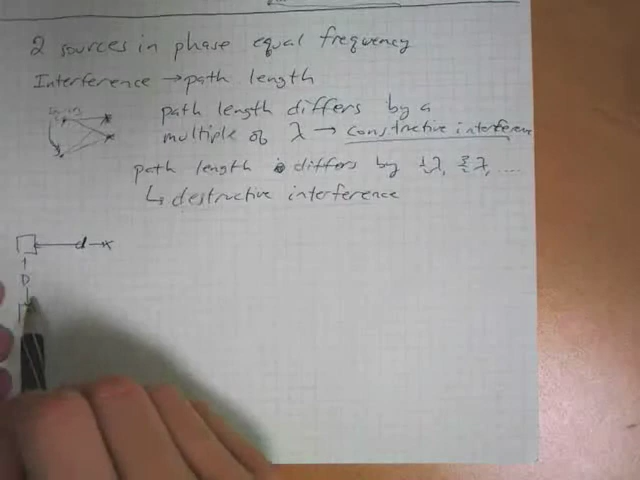 2 sources in phase equal frequency
Interference → path length
path length differs by a
multiple of λ → constructive interference
path length differs by ½λ, 3/2 λ, ....
↳ destructive interference
d
D